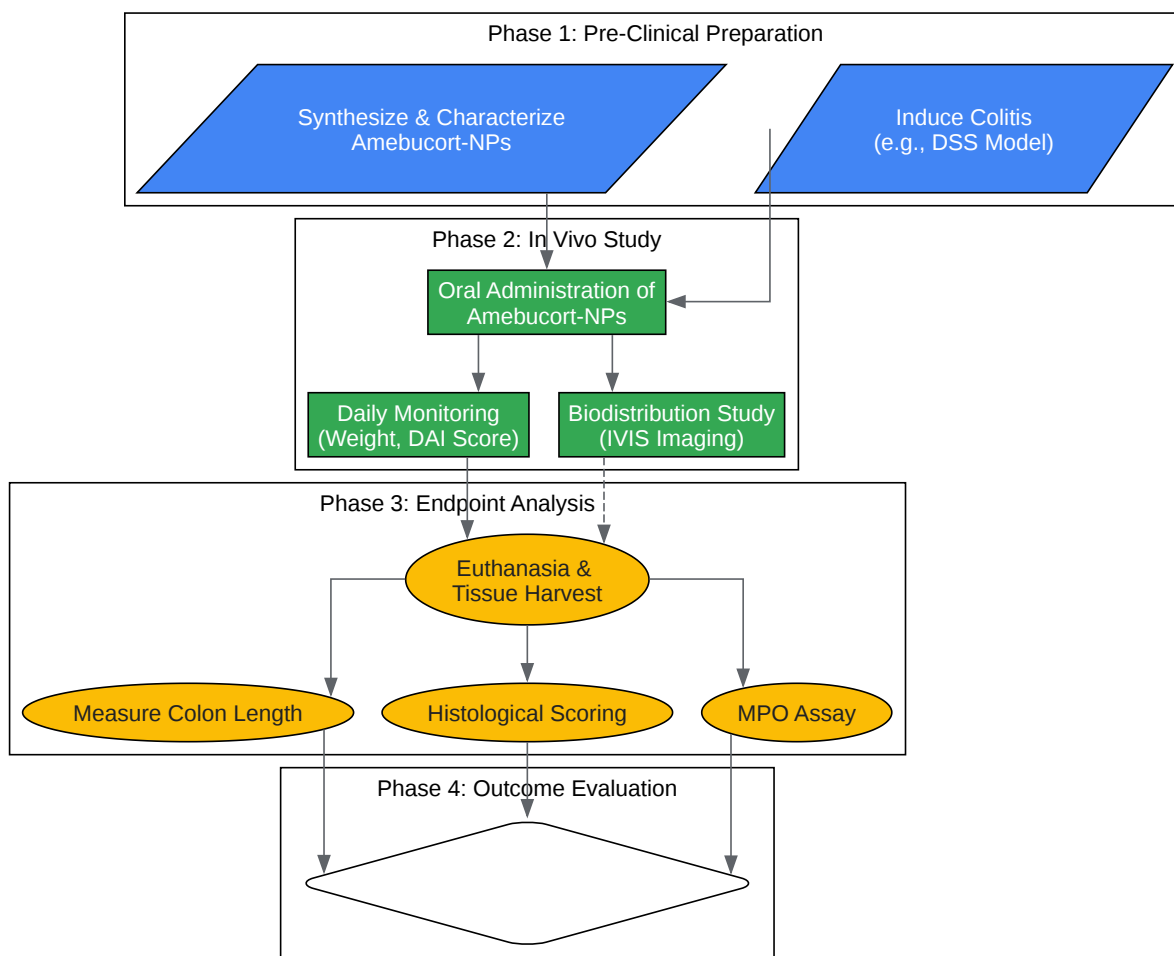 Phase 1: Pre-Clinical Preparation
Synthesize & Characterize
Amebucort-NPs
Induce Colitis
(e.g., DSS Model)
Phase 2: In Vivo Study
Oral Administration of
Amebucort-NPs
Daily Monitoring
(Weight, DAI Score)
Biodistribution Study
(IVIS Imaging)
Phase 3: Endpoint Analysis
Euthanasia &
Tissue Harvest
Measure Colon Length
Histological Scoring
MPO Assay
Phase 4: Outcome Evaluation